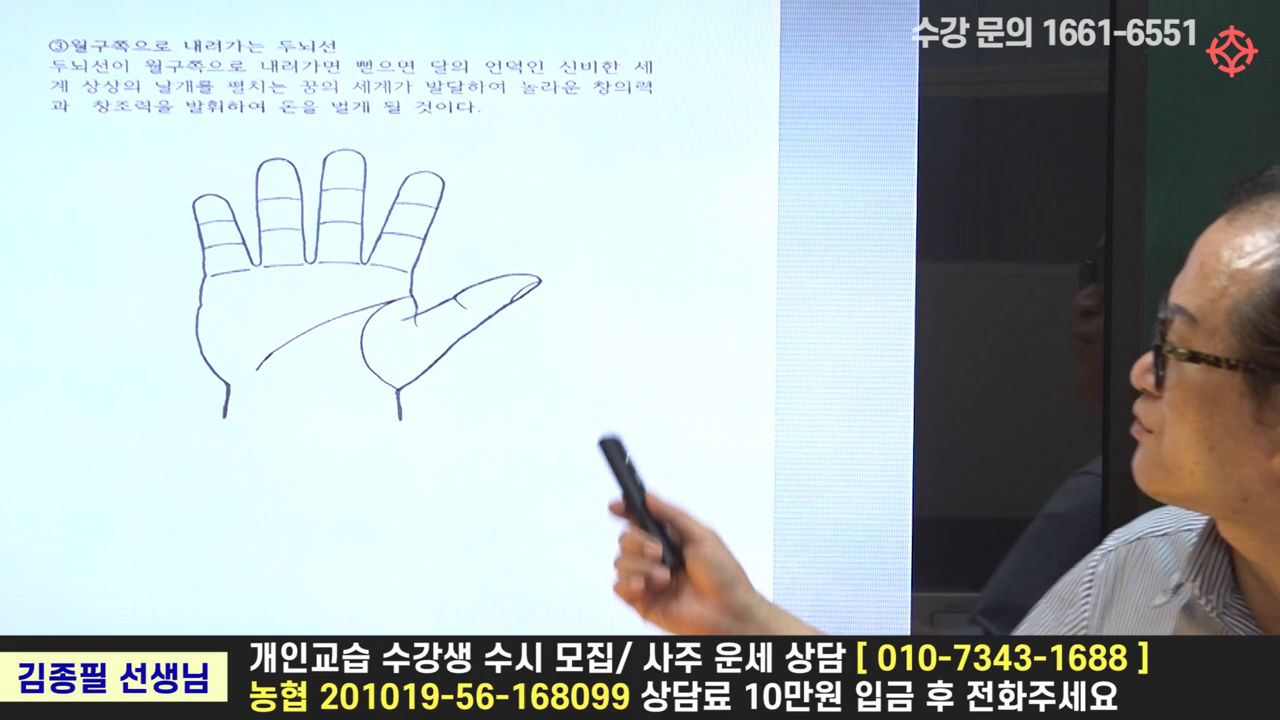 수강 문의 1661-6551
③월구쪽으로 내려가는 두뇌선
두뇌선이 월구쪽으로 내려가면 뻗으면 달의 언덕인 신비한 세
계 상상의 날개를 펼치는 꿈의 세계가 발달하여 놀라운 창의력
과 창조력을 발휘하여 돈을 벌게 될 것이다.
김종필 선생님
개인교습 수강생 수시 모집/ 사주 운세 상담 [ 010-7343-1688 ]
농협 201019-56-168099 상담료 10만원 입금 후 전화주세요